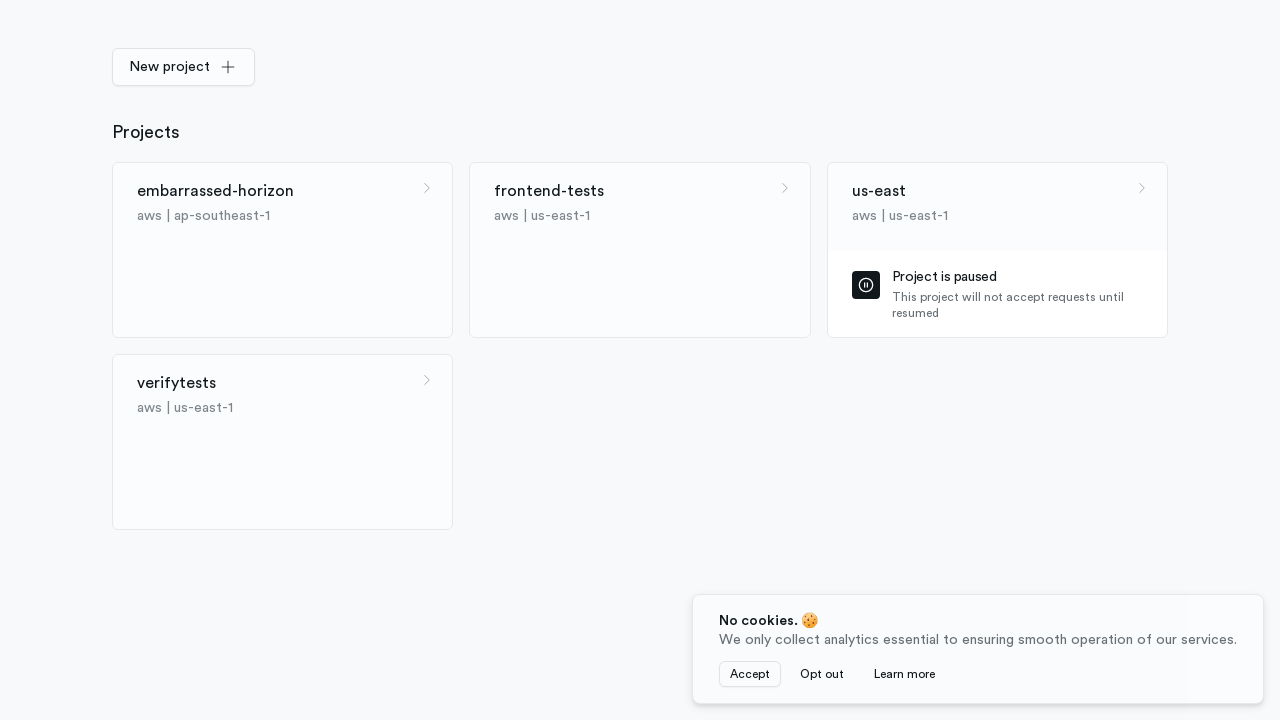 New project
Projects
embarrassed-horizon
aws | ap-southeast-1
frontend-tests
aws | us-east-1
us-east
aws | us-east-1
Project is paused
This project will not accept requests until
resumed
verifytests
aws | us-east-1
No cookies. 🍪
We only collect analytics essential to ensuring smooth operation of our services.
Accept
Opt out
Learn more